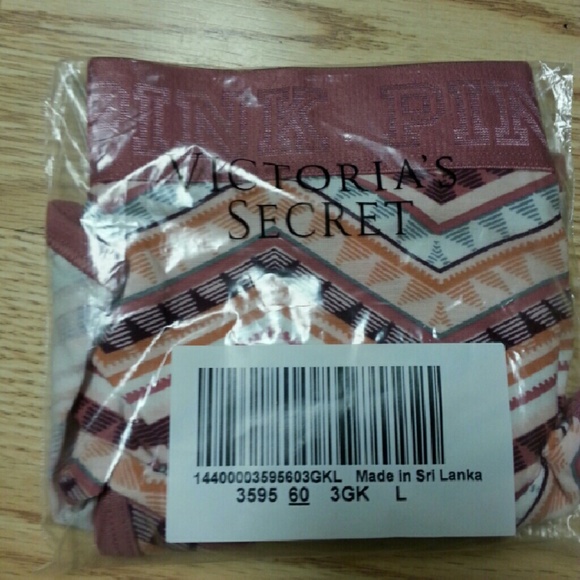 PINK PIN
VICTORIA'S
SECRET
14400003595603GKL Made in Sri Lanka
3595 60 3GK L